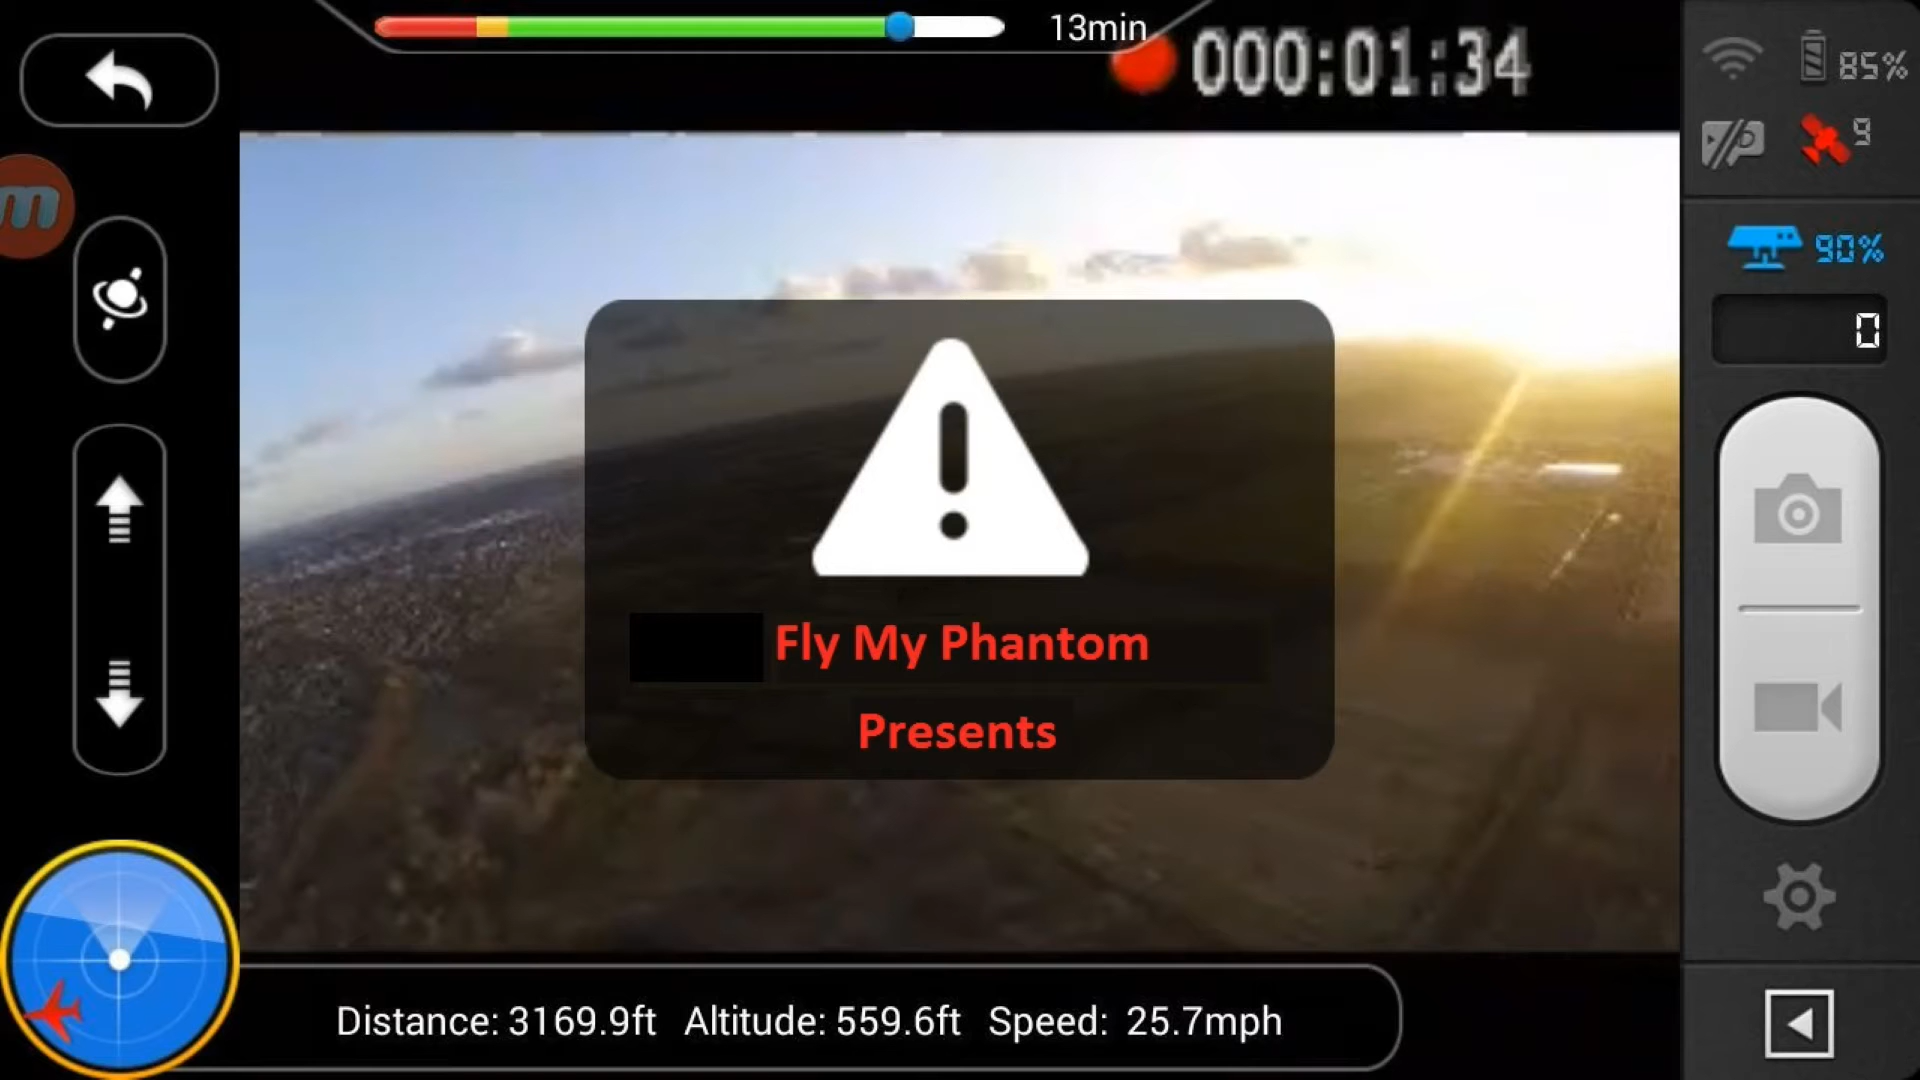 13min
000:01:34
85%
9
m
90%
0
Fly My Phantom
Presents
Distance: 3169.9ft Altitude: 559.6ft Speed: 25.7mph